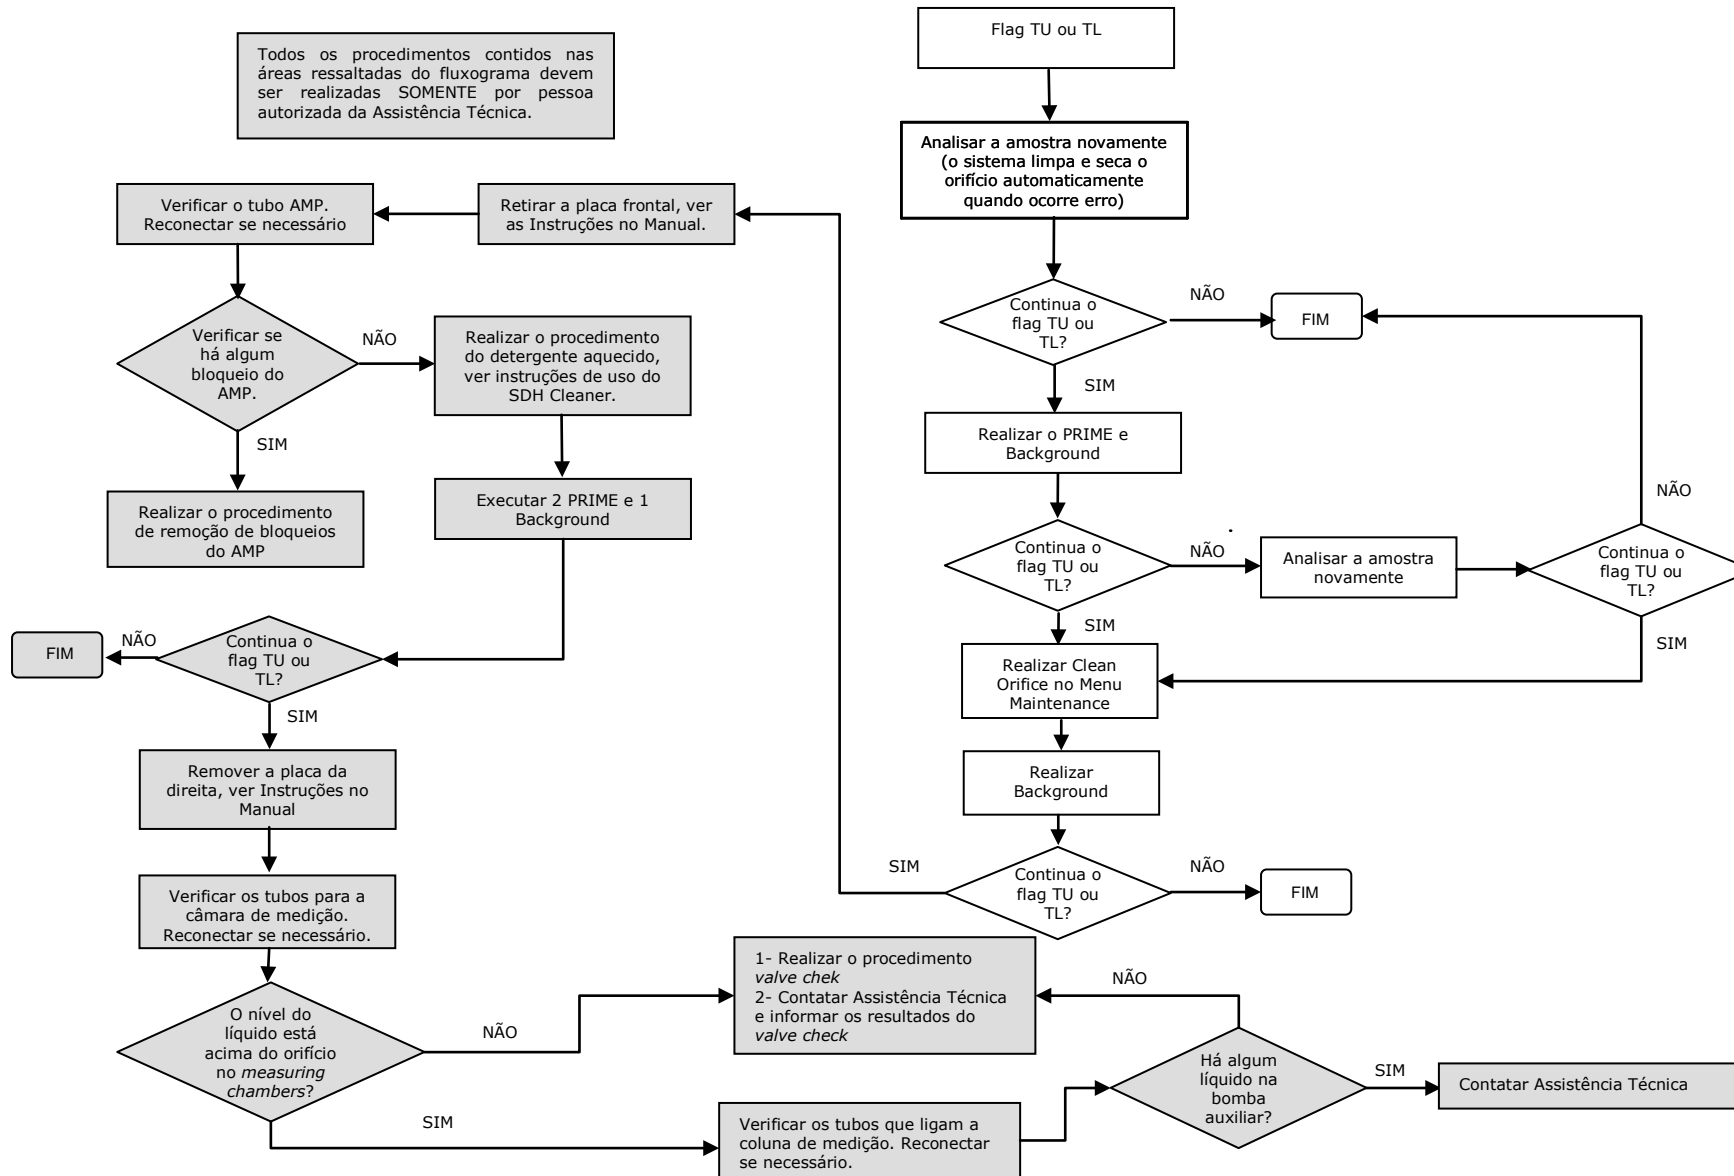 Todos os procedimentos contidos nas
áreas ressaltadas do fluxograma devem
ser realizadas SOMENTE por pessoa
autorizada da Assistência Técnica.
Flag TU ou TL
Analisar a amostra novamente
(o sistema limpa e seca o
orifício automaticamente
quando ocorre erro)
Continua o
flag TU ou
TL?
NÃO
FIM
SIM
Realizar o PRIME e
Background
Continua o
flag TU ou
TL?
NÃO
Analisar a amostra
novamente
Continua o
flag TU ou
TL?
NÃO
SIM
SIM
Realizar Clean
Orifice no Menu
Maintenance
Realizar
Background
Continua o
flag TU ou
TL?
NÃO
FIM
SIM
Retirar a placa frontal, ver
as Instruções no Manual.
Verificar o tubo AMP.
Reconectar se necessário
Verificar se
há algum
bloqueio do
AMP.
NÃO
Realizar o procedimento
do detergente aquecido,
ver instruções de uso do
SDH Cleaner.
SIM
Realizar o procedimento
de remoção de bloqueios
do AMP
Executar 2 PRIME e 1
Background
Continua o
flag TU ou
TL?
NÃO
FIM
SIM
Remover a placa da
direita, ver Instruções no
Manual
Verificar os tubos para a
câmara de medição.
Reconectar se necessário.
O nível do
líquido está
acima do orifício
no measuring
chambers?
NÃO
1- Realizar o procedimento
valve chek
2- Contatar Assistência Técnica
e informar os resultados do
valve check
SIM
Verificar os tubos que ligam a
coluna de medição. Reconectar
se necessário.
Há algum
líquido na
bomba
auxiliar?
NÃO
SIM
Contatar Assistência Técnica